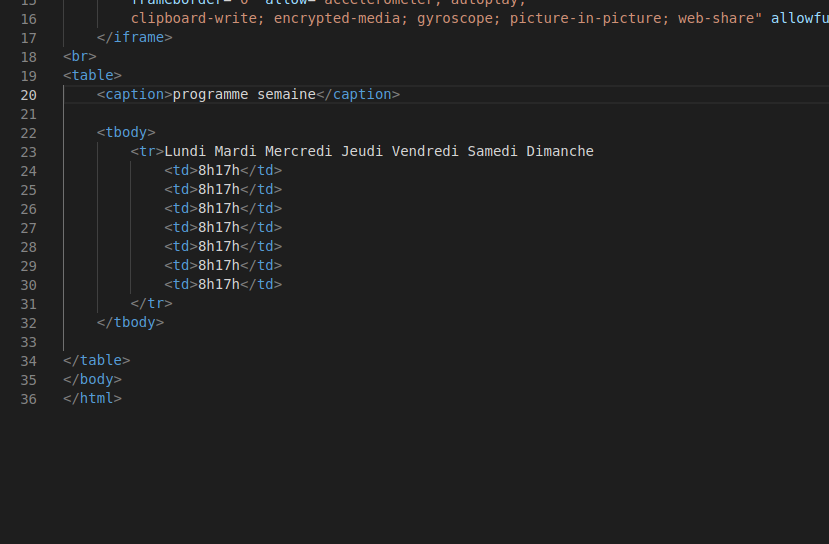 15 frameborder="0" allow="accelerometer; autoplay;
16 clipboard-write; encrypted-media; gyroscope; picture-in-picture; web-share" allowfu
17 </iframe>
18 <br>
19 <table>
20 <caption>programme semaine</caption>
21
22 <tbody>
23 <tr>Lundi Mardi Mercredi Jeudi Vendredi Samedi Dimanche
24 <td>8h17h</td>
25 <td>8h17h</td>
26 <td>8h17h</td>
27 <td>8h17h</td>
28 <td>8h17h</td>
29 <td>8h17h</td>
30 <td>8h17h</td>
31 </tr>
32 </tbody>
33
34 </table>
35 </body>
36 </html>